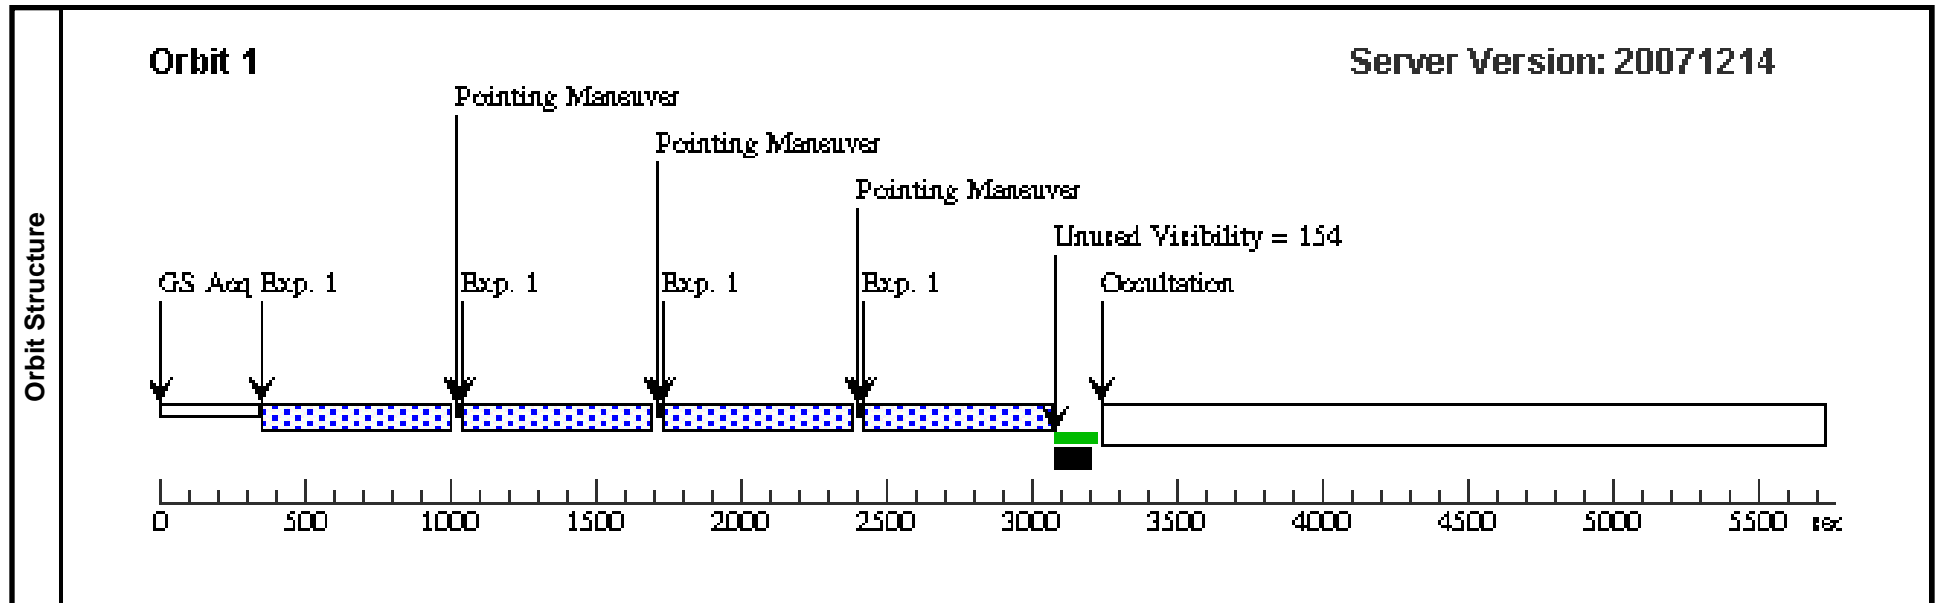 Orbit Structure
Orbit 1
Server Version: 20071214
Pointing Maneuver
Pointing Maneuver
Pointing Maneuver
Unused Visibility = 154
GS Acq Exp. 1 Exp. 1 Exp. 1 Exp. 1 Occultation
0 500 1000 1500 2000 2500 3000 3500 4000 4500 5000 5500 sec